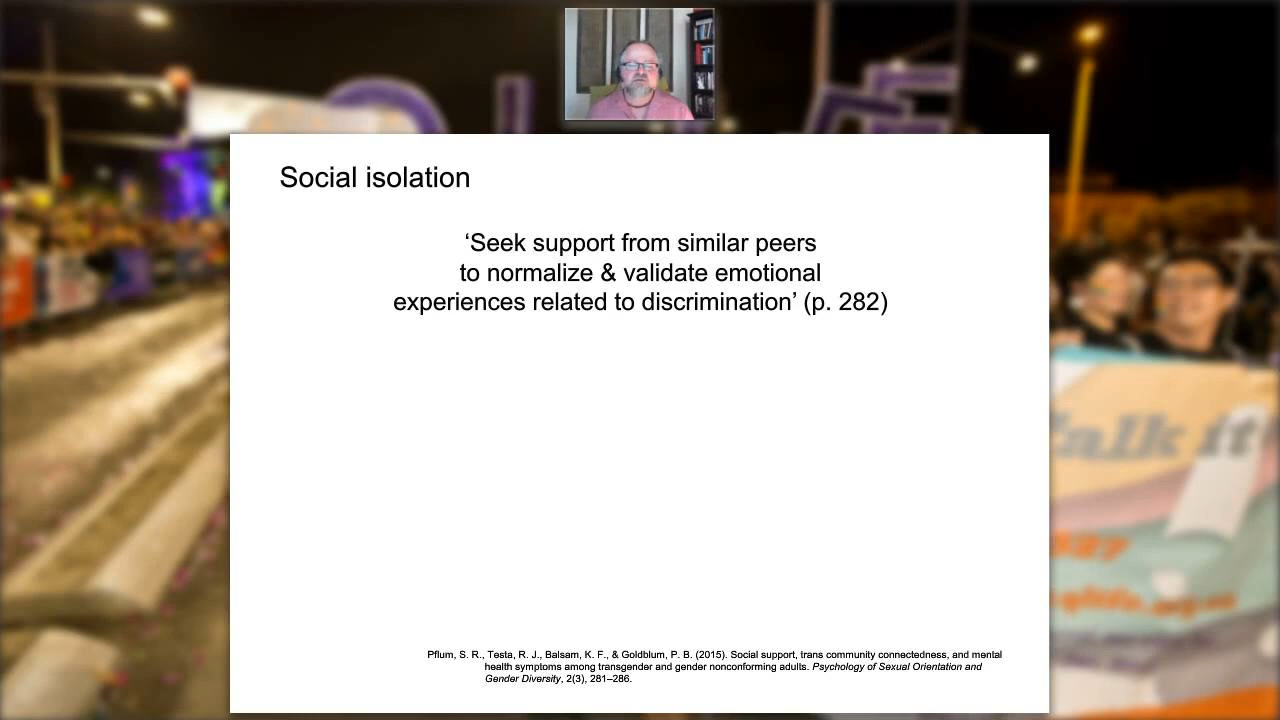 Social isolation
‘Seek support from similar peers
to normalize & validate emotional
experiences related to discrimination’ (p. 282)
talk it
Pflum, S. R., Testa, R. J., Balsam, K. F., & Goldblum, P. B. (2015). Social support, trans community connectedness, and mental
health symptoms among transgender and gender nonconforming adults. Psychology of Sexual Orientation and
Gender Diversity, 2(3), 281–286.